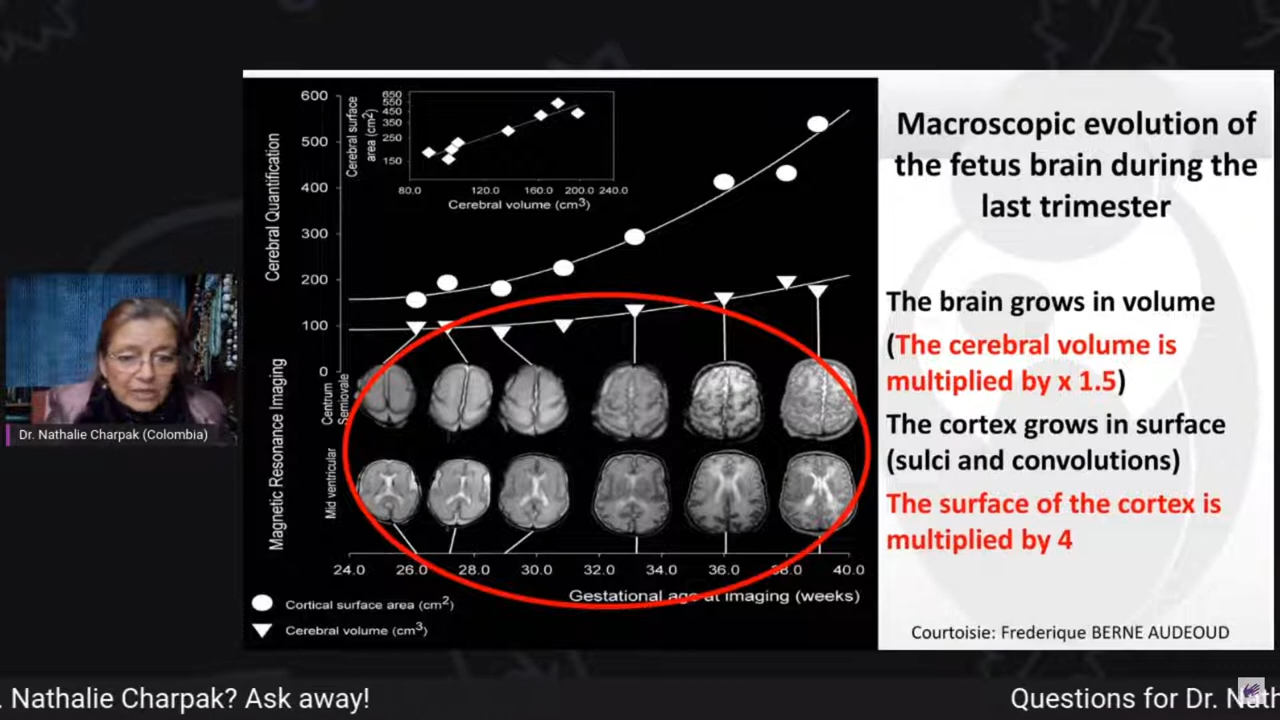 Macroscopic evolution of
the fetus brain during the
last trimester
The brain grows in volume
(The cerebral volume is
multiplied by x 1.5)
The cortex grows in surface
(sulci and convolutions)
The surface of the cortex is
multiplied by 4
Courtoisie: Frederique BERNE AUDEOUD
600
500
400
300
200
100
0
Cerebral Quantification
Cerebral surface
area (cm²)
650
550
450
350
250
150
80.0 120.0 160.0 200.0 240.0
Cerebral volume (cm³)
Magnetic Resonance Imaging
Centrum
Semiovale
Mid ventricular
24.0 26.0 28.0 30.0 32.0 34.0 36.0 38.0 40.0
Gestational age at imaging (weeks)
Cortical surface area (cm²)
Cerebral volume (cm³)
Dr. Nathalie Charpak (Colombia)
. Nathalie Charpak? Ask away!
Questions for Dr. Nath